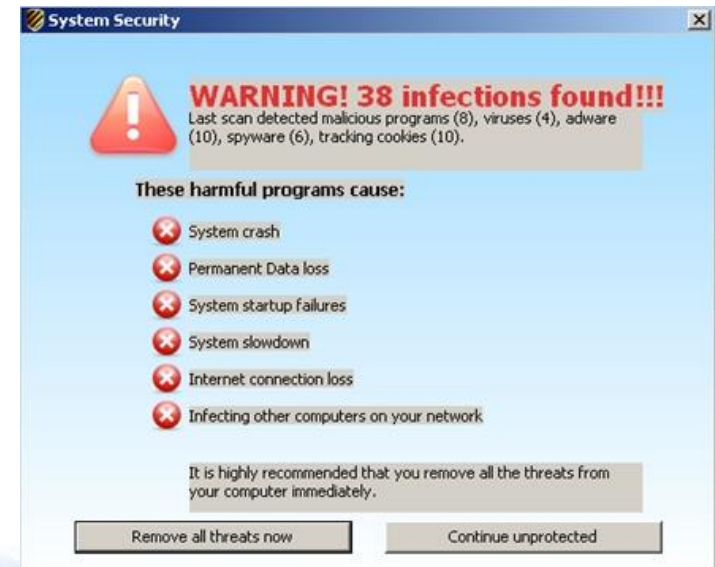 System Security
WARNING! 38 infections found!!!
Last scan detected malicious programs (8), viruses (4), adware
(10), spyware (6), tracking cookies (10).
These harmful programs cause:
System crash
Permanent Data loss
System startup failures
System slowdown
Internet connection loss
Infecting other computers on your network
It is highly recommended that you remove all the threats from
your computer immediately.
Remove all threats now
Continue unprotected